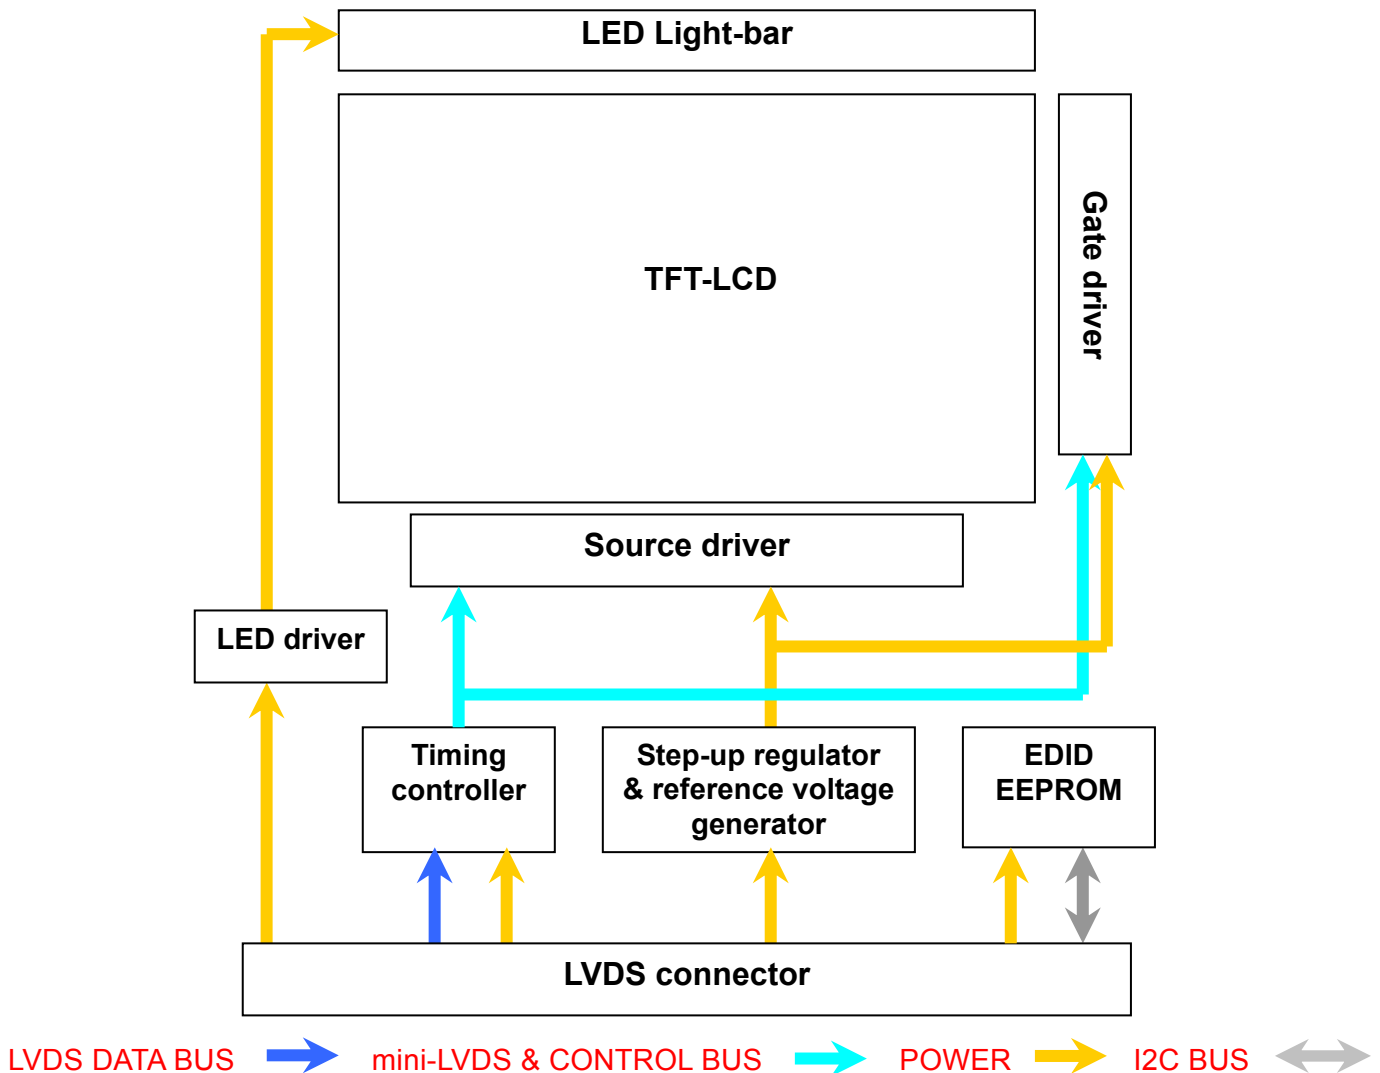 LED Light-bar
TFT-LCD
Gate driver
Source driver
LED driver
Timing
controller
Step-up regulator
& reference voltage
generator
EDID
EEPROM
LVDS connector
LVDS DATA BUS
mini-LVDS & CONTROL BUS
POWER
I2C BUS